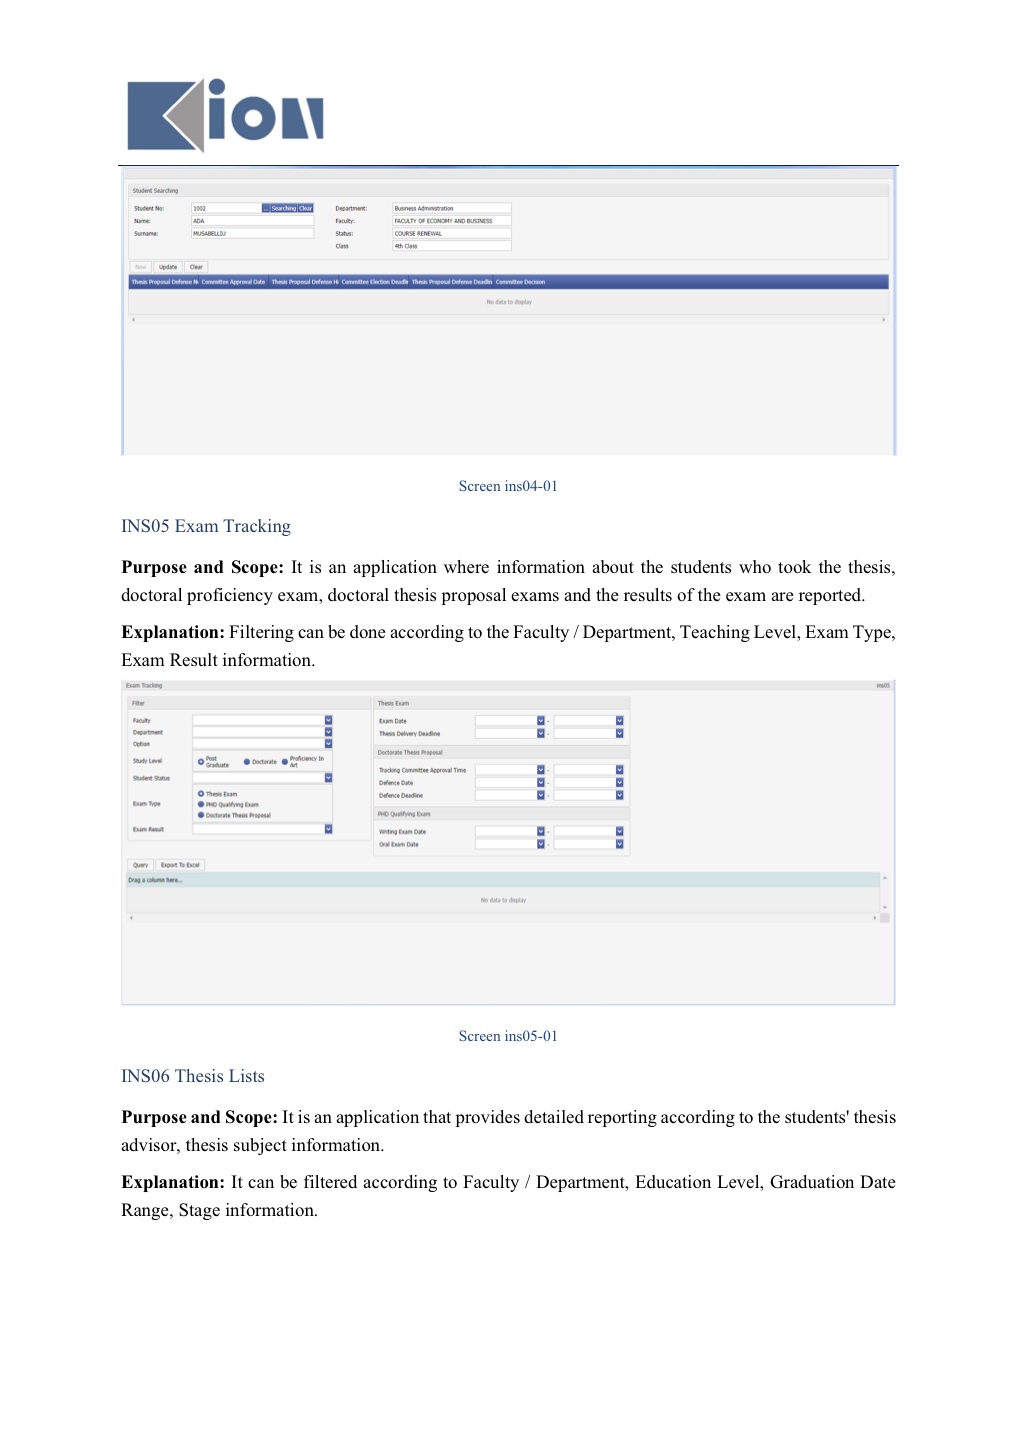 Kion
Student Searching
Student No: 1002 ... Searching Clear Department: Business Administration
Name: ADA Faculty: FACULTY OF ECONOMY AND BUSINESS
Surname: MUSABELLIU Status: COURSE RENEWAL
Class 4th Class
New Update Clear
Thesis Proposal Defense N Committee Approval Date Thesis Proposal Defense Hi Committee Election Deadli Thesis Proposal Defense Deadlin Committee Decision
No data to display
Screen ins04-01
INS05 Exam Tracking
Purpose and Scope: It is an application where information about the students who took the thesis,
doctoral proficiency exam, doctoral thesis proposal exams and the results of the exam are reported.
Explanation: Filtering can be done according to the Faculty / Department, Teaching Level, Exam Type,
Exam Result information.
Exam Tracking ins05
Filter Thesis Exam
Faculty Exam Date -
Department Thesis Delivery Deadline -
Option Doctorate Thesis Proposal
Study Level Post Graduate Doctorate Proficiency In Art Tracking Committee Approval Time -
Student Status Defence Date -
Exam Type Thesis Exam Defence Deadline -
PHD Qualifying Exam PHD Qualifying Exam
Doctorate Thesis Proposal
Exam Result Writing Exam Date -
Oral Exam Date -
Query Export To Excel
Drag a column here...
No data to display
Screen ins05-01
INS06 Thesis Lists
Purpose and Scope: It is an application that provides detailed reporting according to the students' thesis
advisor, thesis subject information.
Explanation: It can be filtered according to Faculty / Department, Education Level, Graduation Date
Range, Stage information.